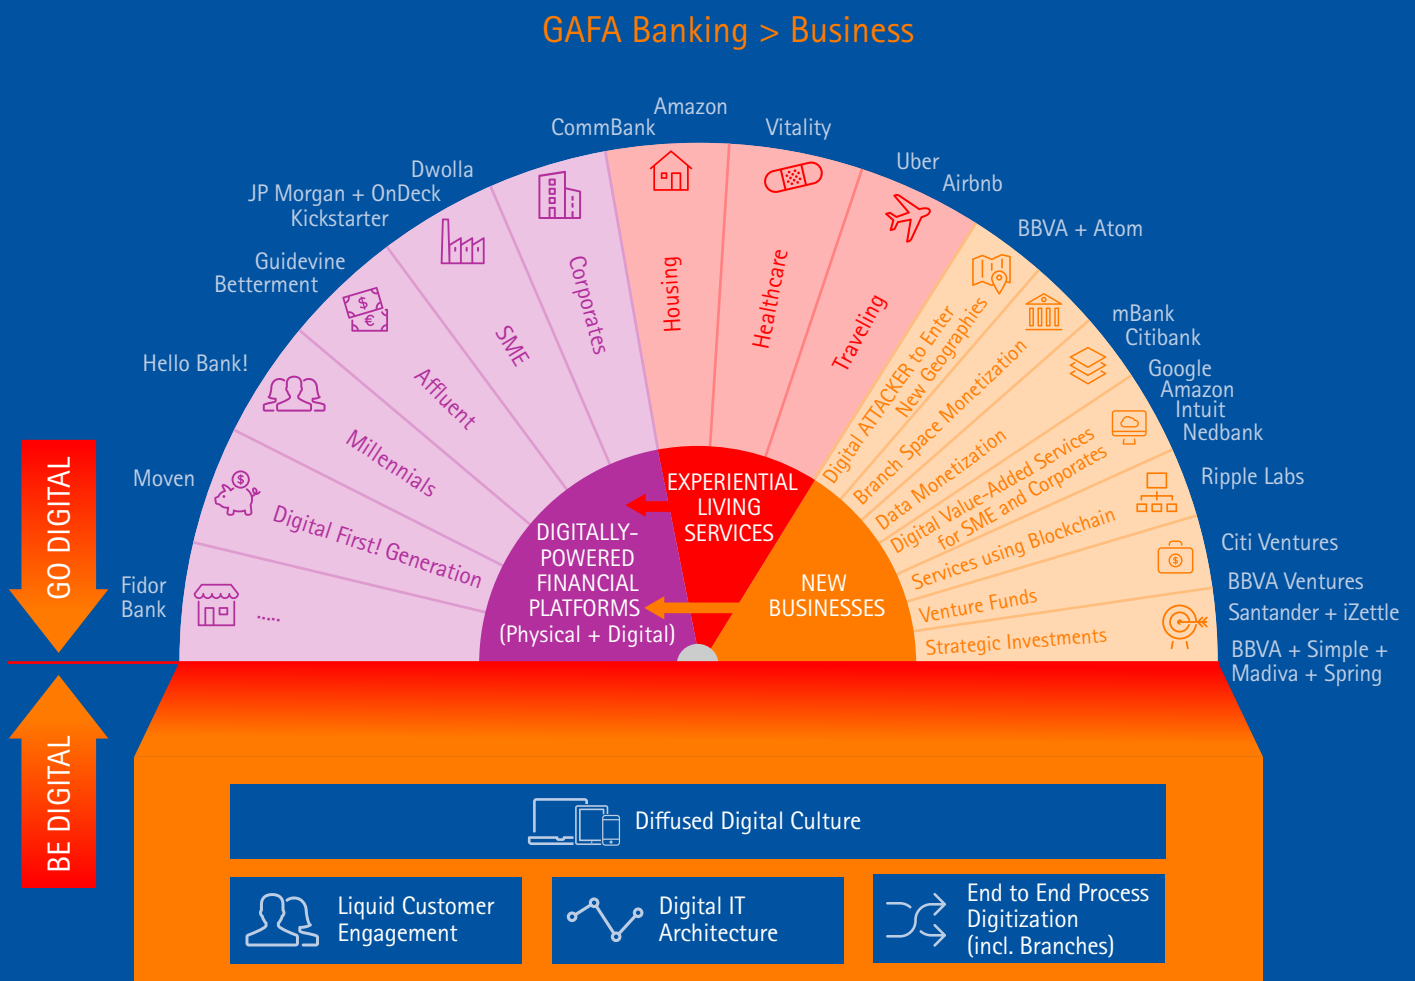 GAFA Banking > Business
Amazon
CommBank
Vitality
Dwolla
JP Morgan + OnDeck
Kickstarter
Guidevine
Betterment
Hello Bank!
Moven
Fidor
Bank
Uber
Airbnb
BBVA + Atom
mBank
Citibank
Google
Amazon
Intuit
Nedbank
Ripple Labs
Citi Ventures
BBVA Ventures
Santander + iZettle
BBVA + Simple +
Madiva + Spring
.....
Digital First! Generation
Millennials
Affluent
SME
Corporates
Housing
Healthcare
Traveling
Digital ATTACKER to Enter
New Geographies
Branch Space Monetization
Data Monetization
Digital Value-Added Services
for SME and Corporates
Services using Blockchain
Venture Funds
Strategic Investments
DIGITALLY-
POWERED
FINANCIAL
PLATFORMS
(Physical + Digital)
EXPERIENTIAL
LIVING
SERVICES
NEW
BUSINESSES
GO DIGITAL
BE DIGITAL
Diffused Digital Culture
Liquid Customer
Engagement
Digital IT
Architecture
End to End Process
Digitization
(incl. Branches)